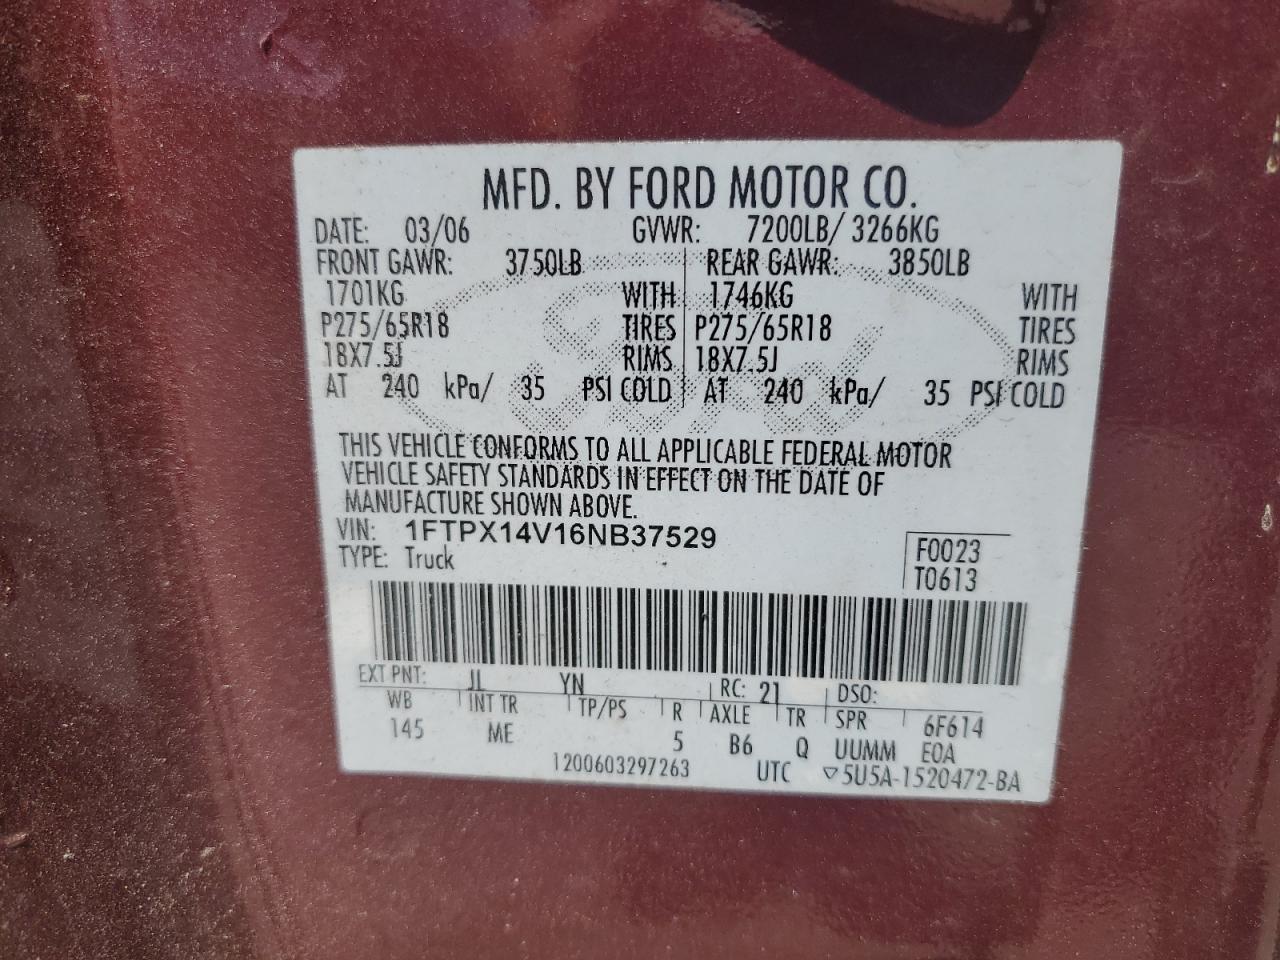 MFD. BY FORD MOTOR CO.
DATE: 03/06 GVWR: 7200LB/ 3266KG
FRONT GAWR: 3750LB REAR GAWR: 3850LB
1701KG WITH 1746KG WITH
P275/65R18 TIRES P275/65R18 TIRES
18X7.5J RIMS 18X7.5J RIMS
AT 240 kPa/ 35 PSI COLD AT 240 kPa/ 35 PSI COLD
THIS VEHICLE CONFORMS TO ALL APPLICABLE FEDERAL MOTOR
VEHICLE SAFETY STANDARDS IN EFFECT ON THE DATE OF
MANUFACTURE SHOWN ABOVE.
VIN: 1FTPX14V16NB37529
TYPE: Truck
F0023
T0613
EXT PNT: JL YN RC: 21 DSO:
WB INT TR TP/PS R AXLE TR SPR 6F614
145 ME 5 B6 Q UUMM EOA
1200603297263 UTC ▽5U5A-1520472-BA